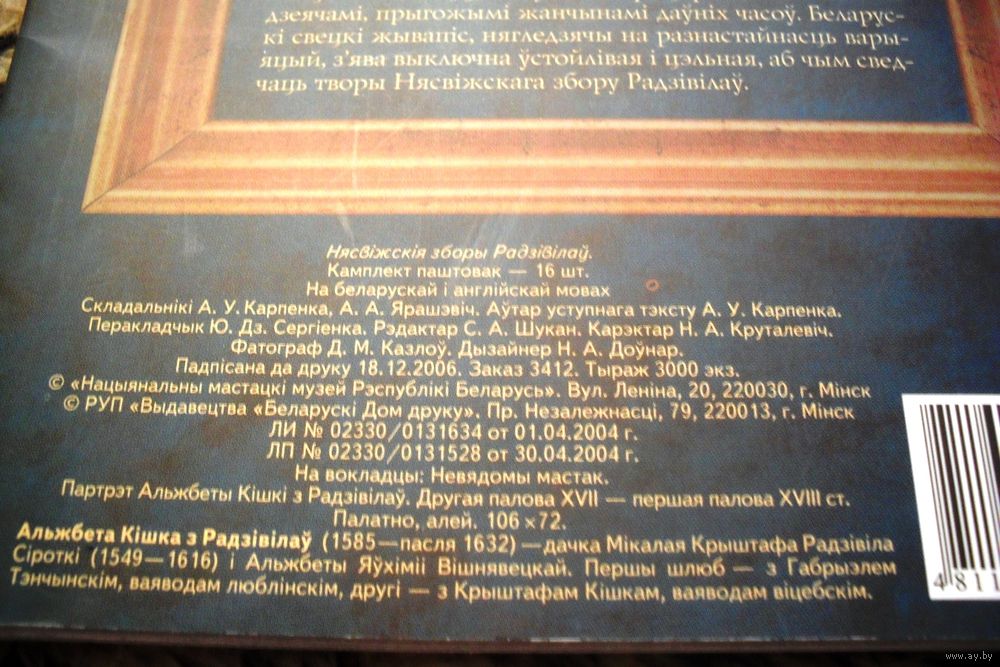 дзеячамі, прыгожымі жанчынамі даўніх часоў. Беларус-
кі свецкі жывапіс, нягледзячы на разнастайнасць вары-
яцый, з'ява выключна ўстойлівая і цэльная, аб чым свед-
чаць творы Нясвіжскага збору Радзівілаў.
Нясвіжскія зборы Радзівілаў.
Камплект паштовак — 16 шт.
На беларускай і англійскай мовах
Складальнікі А. У. Карпенка, А. А. Ярашэвіч. Аўтар уступнага тэксту А. У. Карпенка.
Перакладчык Ю. Дз. Сергіенка. Рэдактар С. А. Шукан. Карэктар Н. А. Круталевіч.
Фатограф Д. М. Казлоў. Дызайнер Н. А. Доўнар.
Падпісана да друку 18.12.2006. Заказ 3412. Тыраж 3000 экз.
© «Нацыянальны мастацкі музей Рэспублікі Беларусь». Вул. Леніна, 20, 220030, г. Мінск
© РУП «Выдавецтва «Беларускі Дом друку». Пр. Незалежнасці, 79, 220013, г. Мінск
ЛИ № 02330/0131634 от 01.04.2004 г.
ЛП № 02330/0131528 от 30.04.2004 г.
На вокладцы: Невядомы мастак.
Партрэт Альжбеты Кішкі з Радзівілаў. Другая палова XVII — першая палова XVIII ст.
Палатно, алей. 106×72.
Альжбета Кішка з Радзівілаў (1585—пасля 1632) — дачка Мікалая Крыштафа Радзівіла
Сіроткі (1549—1616) і Альжбеты Яўхіміі Вішнявецкай. Першы шлюб — з Габрыэлем
Тэнчынскім, ваяводам люблінскім, другі — з Крыштафам Кішкам, ваяводам віцебскім.
4 811
www.ay.by